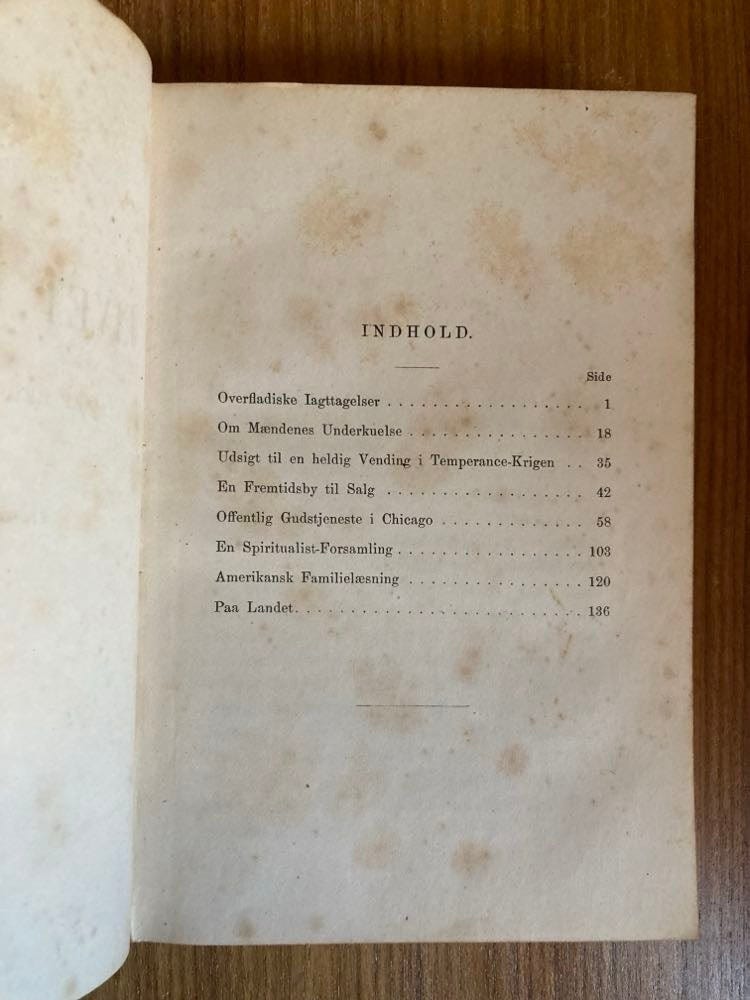 INDHOLD.
Side
Overfladiske Iagttagelser . . . . . . . . . . . . . . . . . . 1
Om Mændenes Underkuelse . . . . . . . . . . . . . . . . 18
Udsigt til en heldig Vending i Temperance-Krigen . . 35
En Fremtidsby til Salg . . . . . . . . . . . . . . . . . . 42
Offentlig Gudstjeneste i Chicago . . . . . . . . . . . . . 58
En Spiritualist-Forsamling . . . . . . . . . . . . . . . . . 103
Amerikansk Familielæsning . . . . . . . . . . . . . . . . 120
Paa Landet. . . . . . . . . . . . . . . . . . . . . . . . . 136